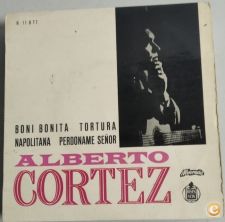 BONI BONITA TORTURA
NAPOLITANA PERDONAME SEÑOR
ALBERTO
CORTEZ